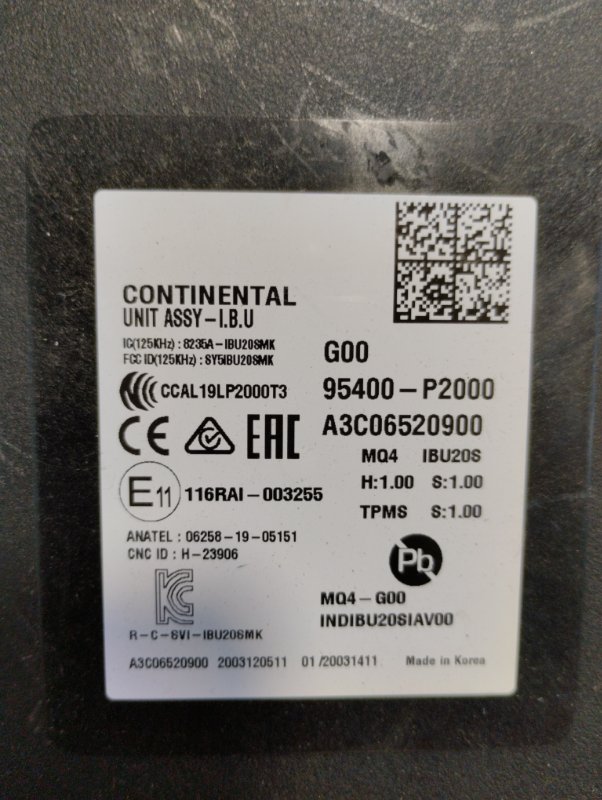 CONTINENTAL
UNIT ASSY-I.B.U
IC(125KHz) : 8235A-IBU20SMK
FCC ID(125KHz) : SY5IBU20SMK
G00
CCAL19LP2000T3
95400-P2000
A3C06520900
CE EAC
MQ4 IBU20S
H:1.00 S:1.00
TPMS S:1.00
E11 116RAI-003255
ANATEL : 06258-19-05151
CNC ID : H-23906
Pb
KC
MQ4-G00
INDIBU20SIAV00
R-C-SVI-IBU20SMK
A3C06520900 2003120511 01/20031411 Made in Korea